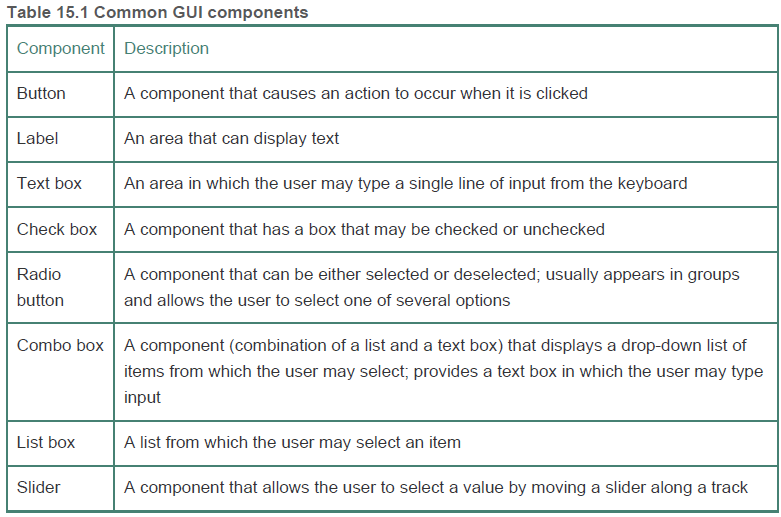 Table 15.1 Common GUI components
Component Description
Button A component that causes an action to occur when it is clicked
Label An area that can display text
Text box An area in which the user may type a single line of input from the keyboard
Check box A component that has a box that may be checked or unchecked
Radio A component that can be either selected or deselected; usually appears in groups
button and allows the user to select one of several options
Combo box A component (combination of a list and a text box) that displays a drop-down list of
items from which the user may select; provides a text box in which the user may type
input
List box A list from which the user may select an item
Slider A component that allows the user to select a value by moving a slider along a track